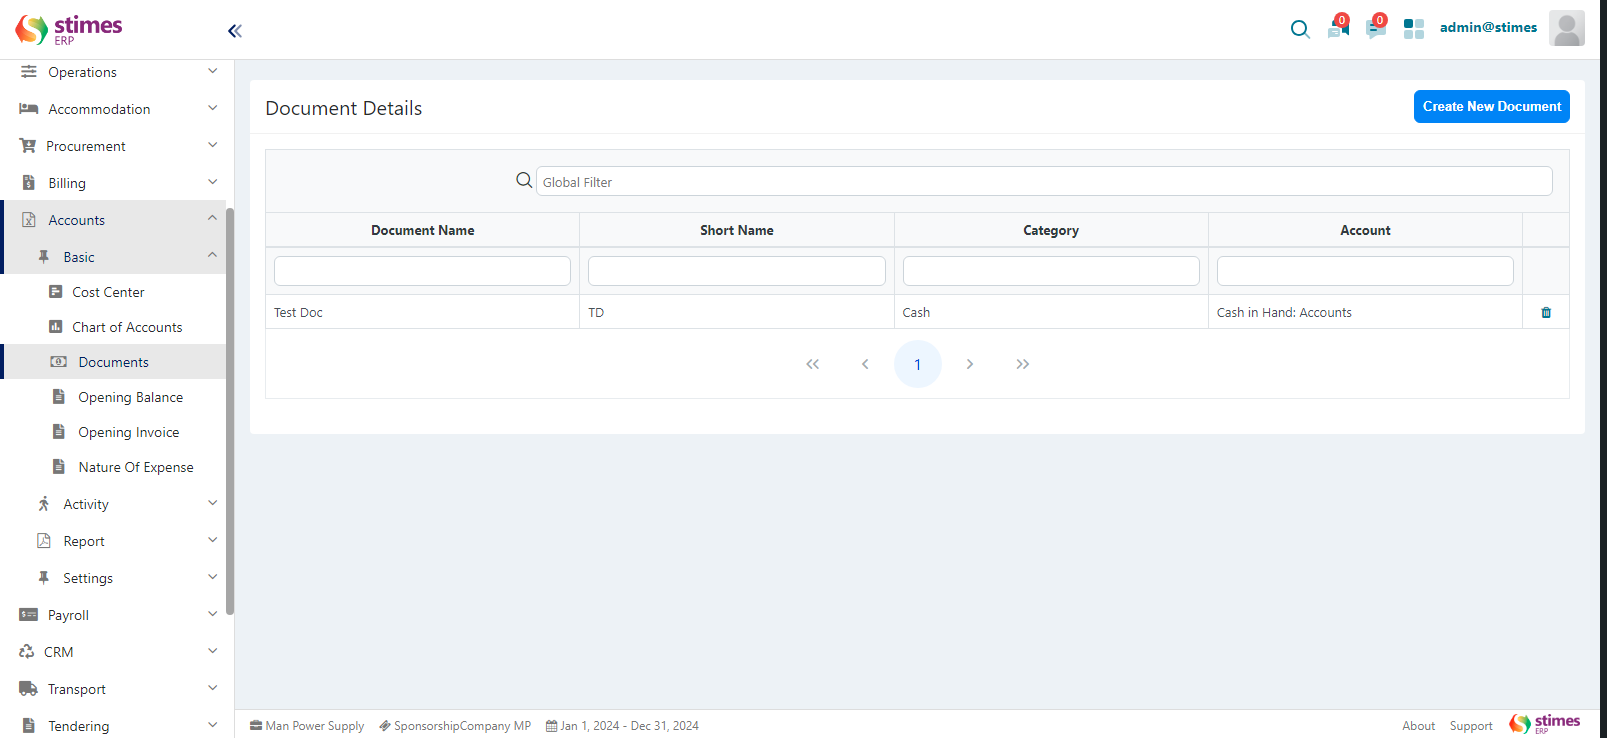 stimes
ERP
0
0
admin@stimes
Operations
Accommodation
Procurement
Billing
Accounts
Basic
Cost Center
Chart of Accounts
Documents
Opening Balance
Opening Invoice
Nature Of Expense
Activity
Report
Settings
Payroll
CRM
Transport
Tendering
Document Details
Create New Document
Global Filter
Document Name Short Name Category Account
Test Doc TD Cash Cash in Hand: Accounts
1
Man Power Supply SponsorshipCompany MP Jan 1, 2024 - Dec 31, 2024
About Support stimes
ERP